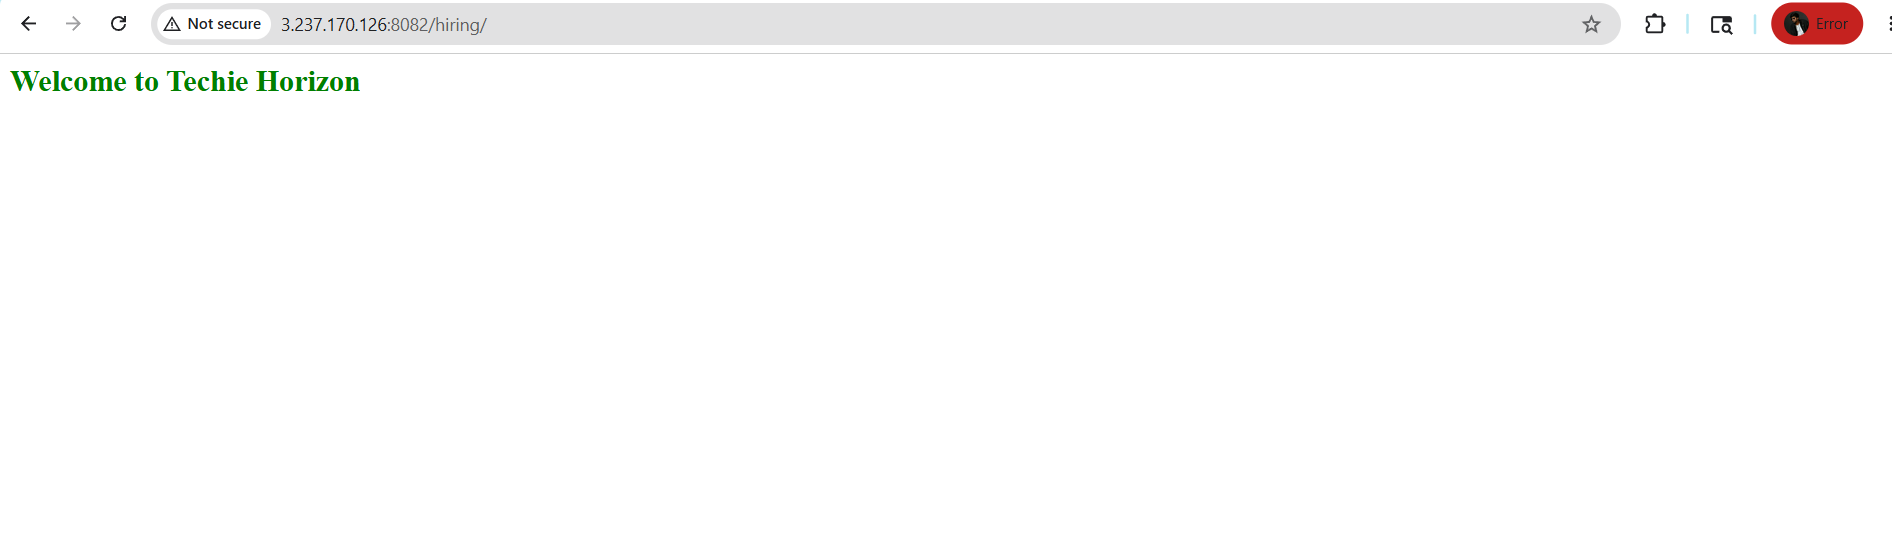 Not secure 3.237.170.126:8082/hiring/ Error
Welcome to Techie Horizon